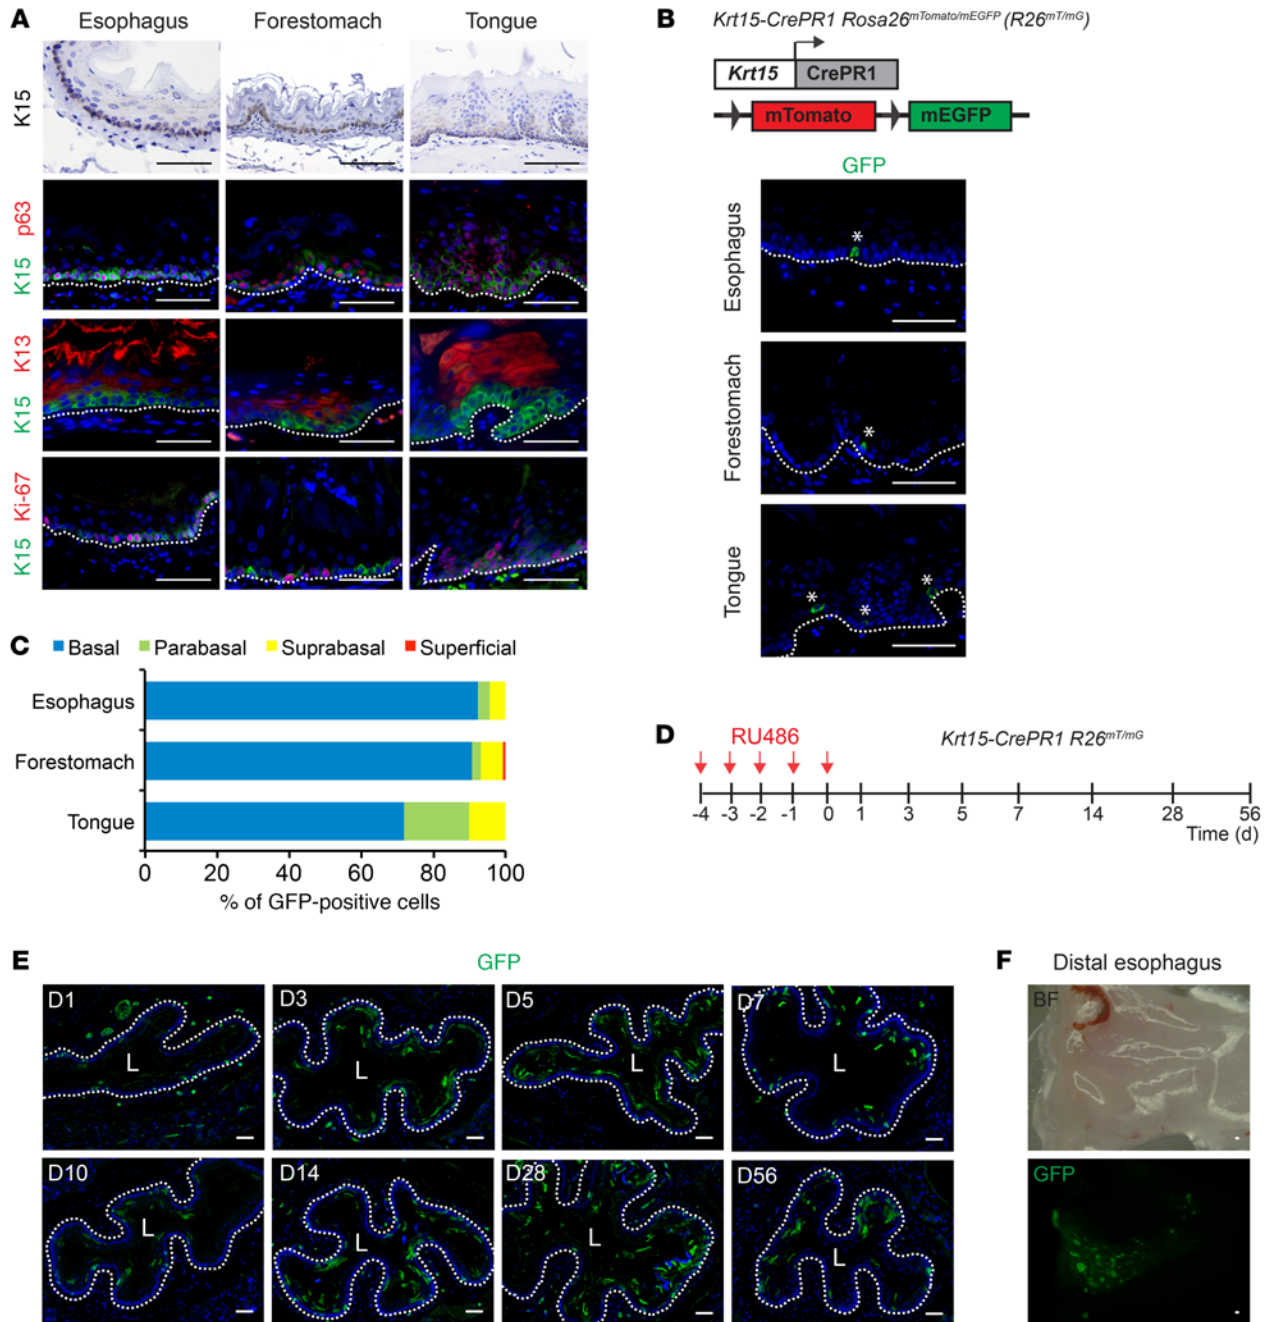 A
Esophagus Forestomach Tongue
K15
K15 p63
K15 K13
K15 Ki-67
B
Krt15-CrePR1 Rosa26mTomato/mEGFP (R26mT/mG)
Krt15 CrePR1
mTomato mEGFP
GFP
Esophagus
*
Forestomach
*
Tongue
* * *
C
Basal Parabasal Suprabasal Superficial
Esophagus
Forestomach
Tongue
0 20 40 60 80 100
% of GFP-positive cells
D
RU486 Krt15-CrePR1 R26mT/mG
-4 -3 -2 -1 0 1 3 5 7 14 28 56
Time (d)
E
GFP
D1 D3 D5 D7
L L L L
D10 D14 D28 D56
L L L L
F
Distal esophagus
BF
GFP